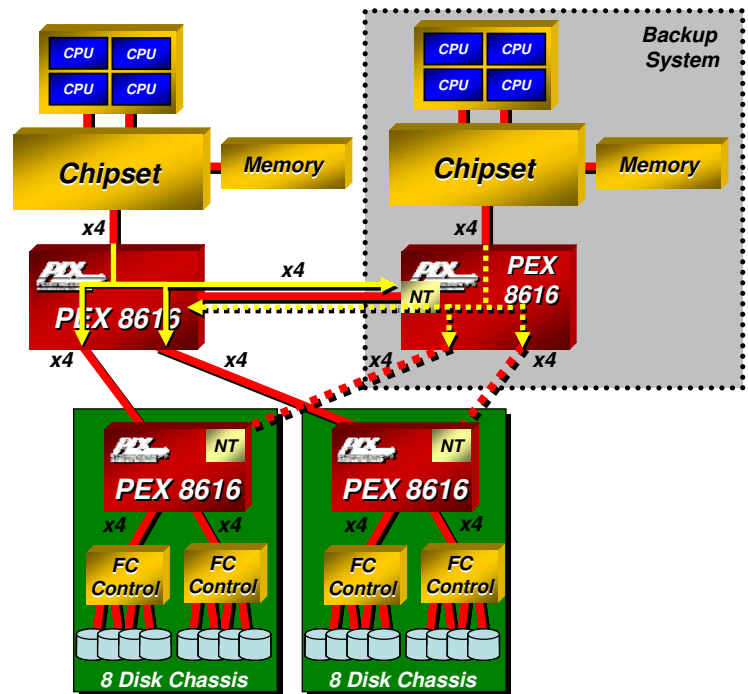 CPU CPU
CPU CPU
Chipset
Memory
x4
PEX 8616
x4
x4
x4
Backup
System
CPU CPU
CPU CPU
Chipset
Memory
x4
PEX
8616
NT
x4
x4
NT
PEX 8616
x4
x4
FC
Control
FC
Control
8 Disk Chassis
NT
PEX 8616
x4
x4
FC
Control
FC
Control
8 Disk Chassis